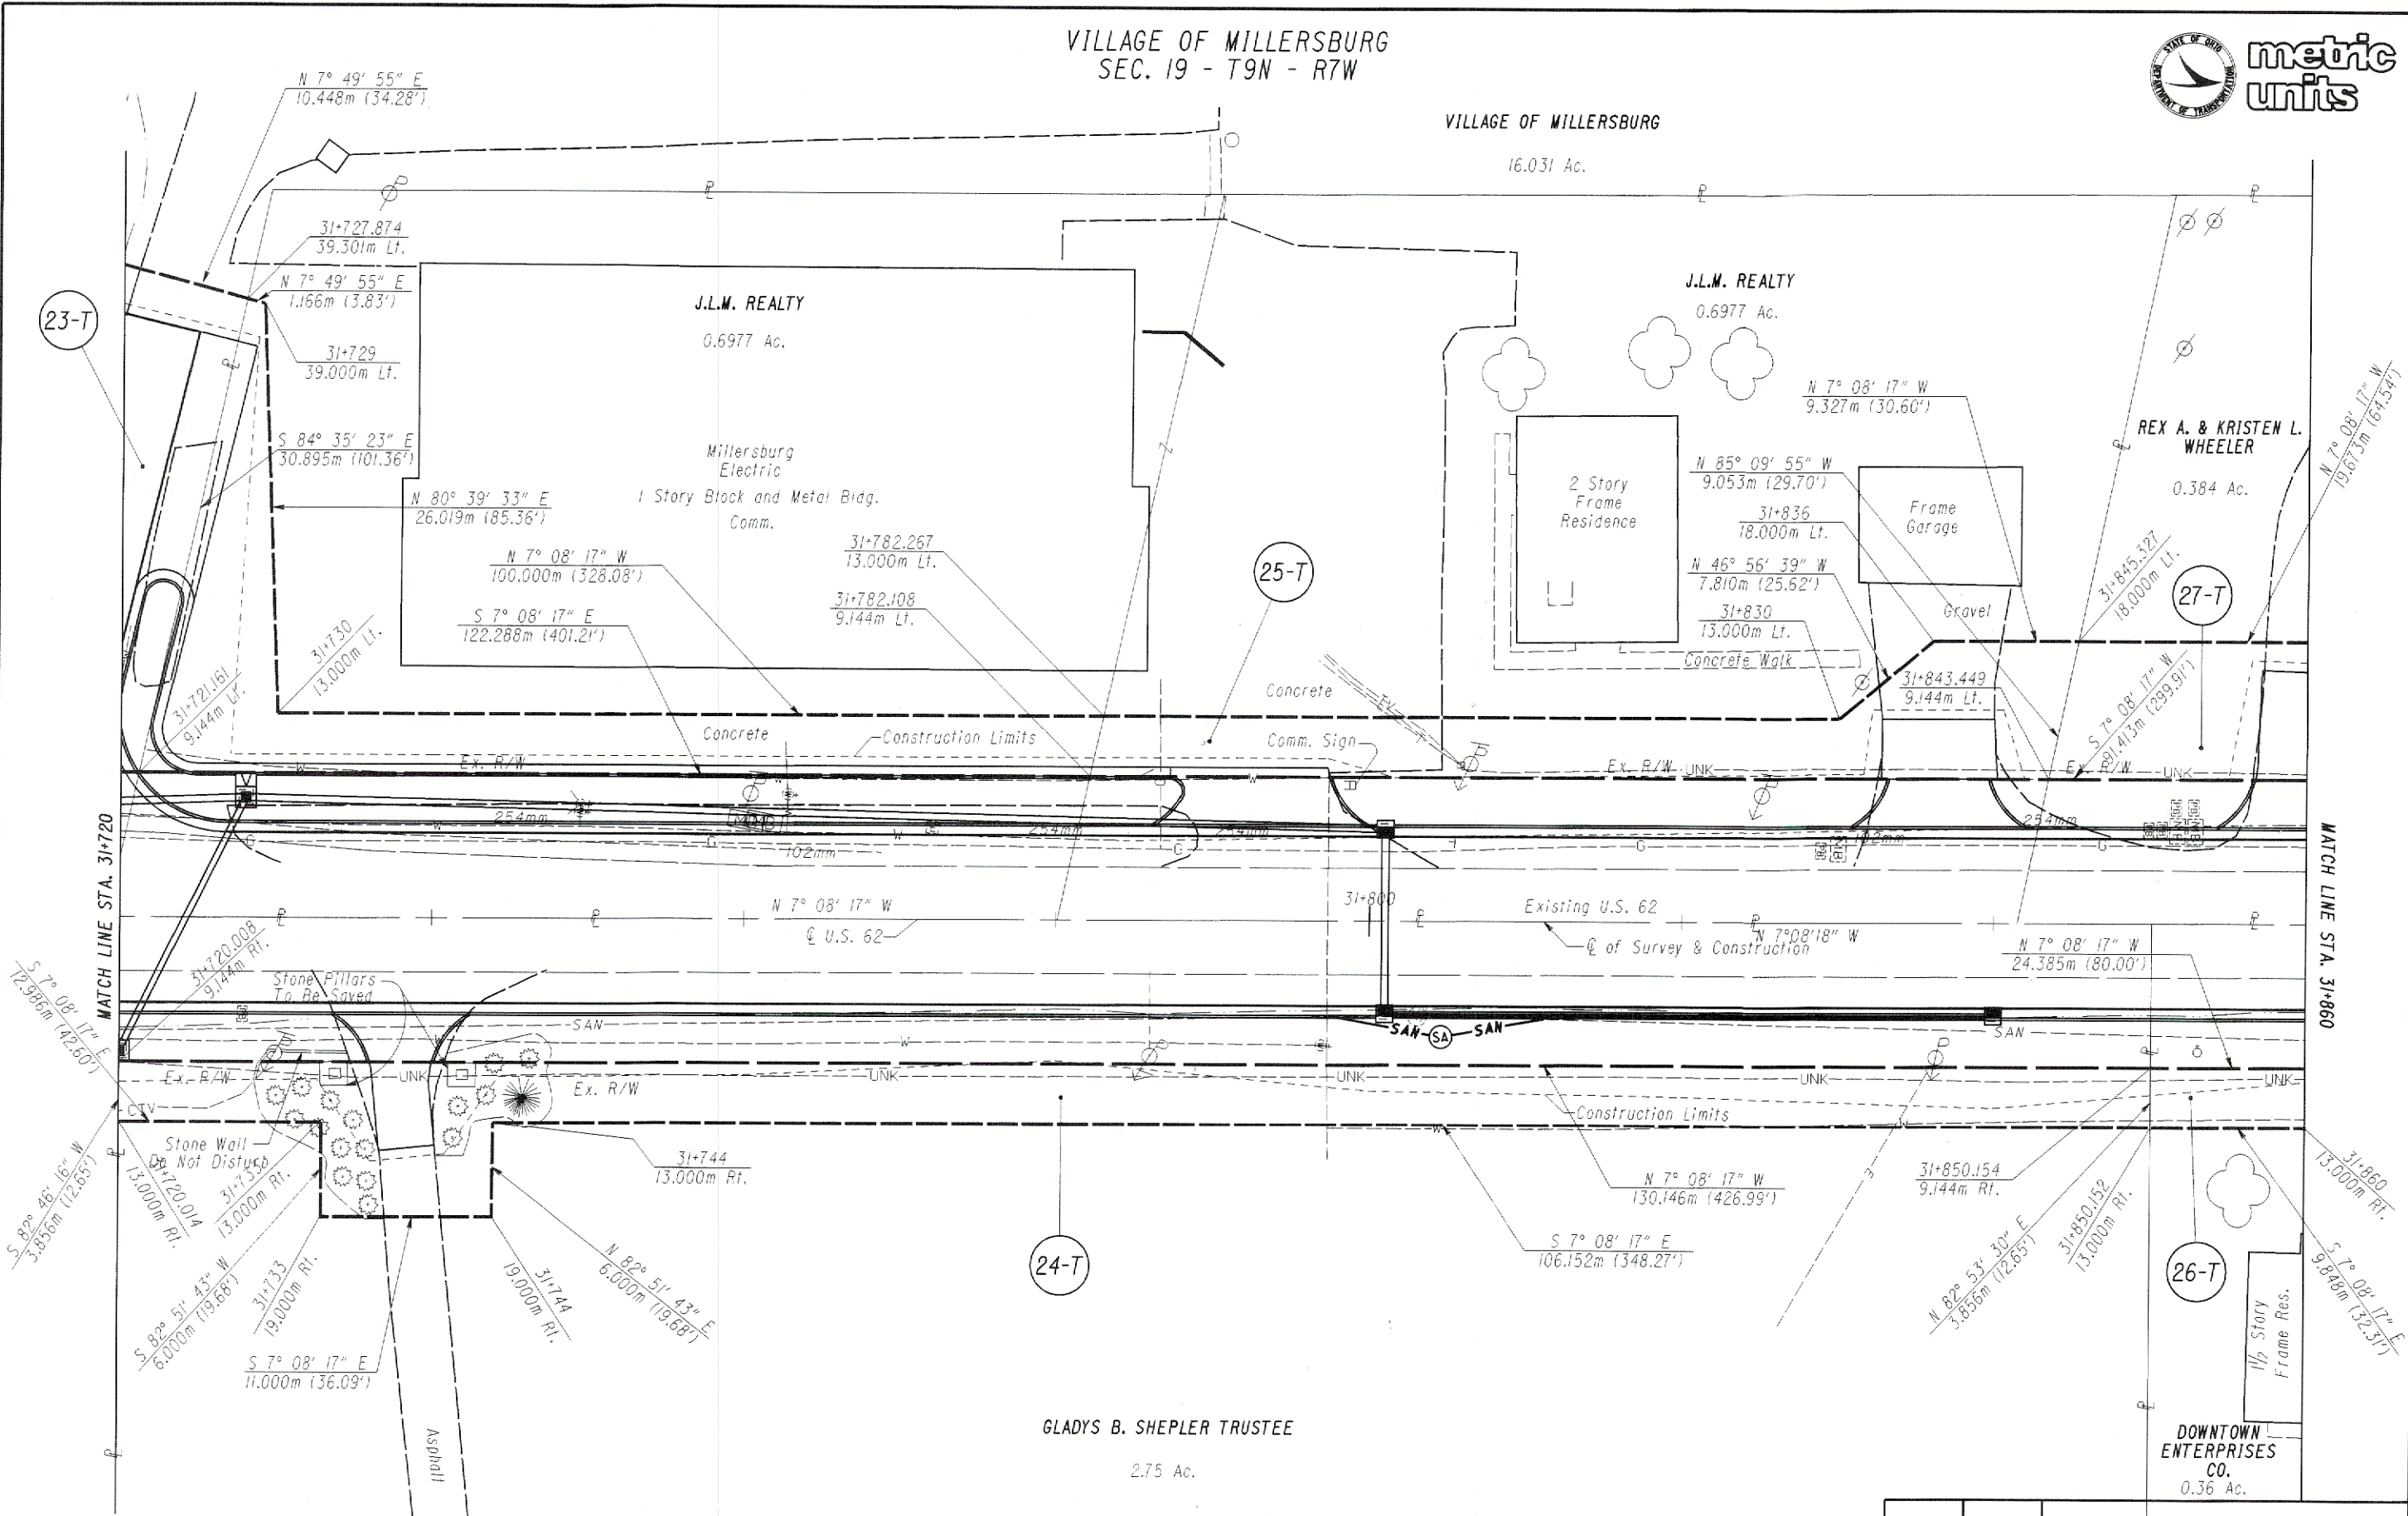 VILLAGE OF MILLERSBURG
SEC. 19 - T9N - R7W
STATE OF OHIO
DEPARTMENT OF TRANSPORTATION
metric
units
N 7° 49' 55" E
10.448m (34.28')
VILLAGE OF MILLERSBURG
16.031 Ac.
31+727.874
39.301m Lt.
N 7° 49' 55" E
1.166m (3.83')
23-T
31+729
39.000m Lt.
J.L.M. REALTY
0.6977 Ac.
J.L.M. REALTY
0.6977 Ac.
N 7° 08' 17" W
9.327m (30.60')
N 7° 08' 17" W
19.673m (64.54')
REX A. & KRISTEN L.
WHEELER
0.384 Ac.
S 84° 35' 23" E
30.895m (101.36')
Millersburg
Electric
1 Story Block and Metal Bldg.
Comm.
N 80° 39' 33" E
26.019m (85.36')
2 Story
Frame
Residence
N 85° 09' 55" W
9.053m (29.70')
Frame
Garage
31+836
18.000m Lt.
N 7° 08' 17" W
100.000m (328.08')
31+782.267
13.000m Lt.
25-T
N 46° 56' 39" W
7.810m (25.62')
31+845.327
18.000m Lt.
27-T
S 7° 08' 17" E
122.288m (401.21')
31+782.108
9.144m Lt.
31+830
13.000m Lt.
Gravel
31+730
13.000m Lt.
Concrete Walk
31+721.161
9.144m Lt.
Concrete
31+843.449
9.144m Lt.
S 7° 08' 17" W
91.413m (299.91')
Concrete
Construction Limits
Comm. Sign
Ex. R/W
Ex. R/W
UNK
Ex. R/W
UNK
254mm
254mm
254mm
254mm
102mm
102mm
MATCH LINE STA. 31+720
MATCH LINE STA. 31+860
N 7° 08' 17" W
℄ U.S. 62
31+800
Existing U.S. 62
N 7°08'18" W
℄ of Survey & Construction
N 7° 08' 17" W
24.385m (80.00')
31+720.008
9.144m Rt.
S 7° 08' 17" E
12.986m (42.60')
Stone Pillars
To Be Saved
SAN
SAN
SA
SAN
SAN
Ex. R/W
UNK
Ex. R/W
UNK
UNK
UNK
UNK
CTV
Construction Limits
Stone Wall
Do Not Disturb
S 82° 46' 16" W
3.856m (12.65')
31+720.014
13.000m Rt.
31+733
13.000m Rt.
31+744
13.000m Rt.
N 7° 08' 17" W
130.146m (426.99')
31+850.154
9.144m Rt.
31+860
13.000m Rt.
S 82° 51' 43" W
6.000m (19.68')
31+733
19.000m Rt.
31+744
19.000m Rt.
N 82° 51' 43" E
6.000m (19.68')
24-T
S 7° 08' 17" E
106.152m (348.27')
N 82° 53' 30" E
3.856m (12.65')
31+850.152
13.000m Rt.
26-T
S 7° 08' 17" E
9.848m (32.31')
S 7° 08' 17" E
11.000m (36.09')
1½ Story
Frame Res.
Asphalt
GLADYS B. SHEPLER TRUSTEE
2.75 Ac.
DOWNTOWN
ENTERPRISES
CO.
0.36 Ac.